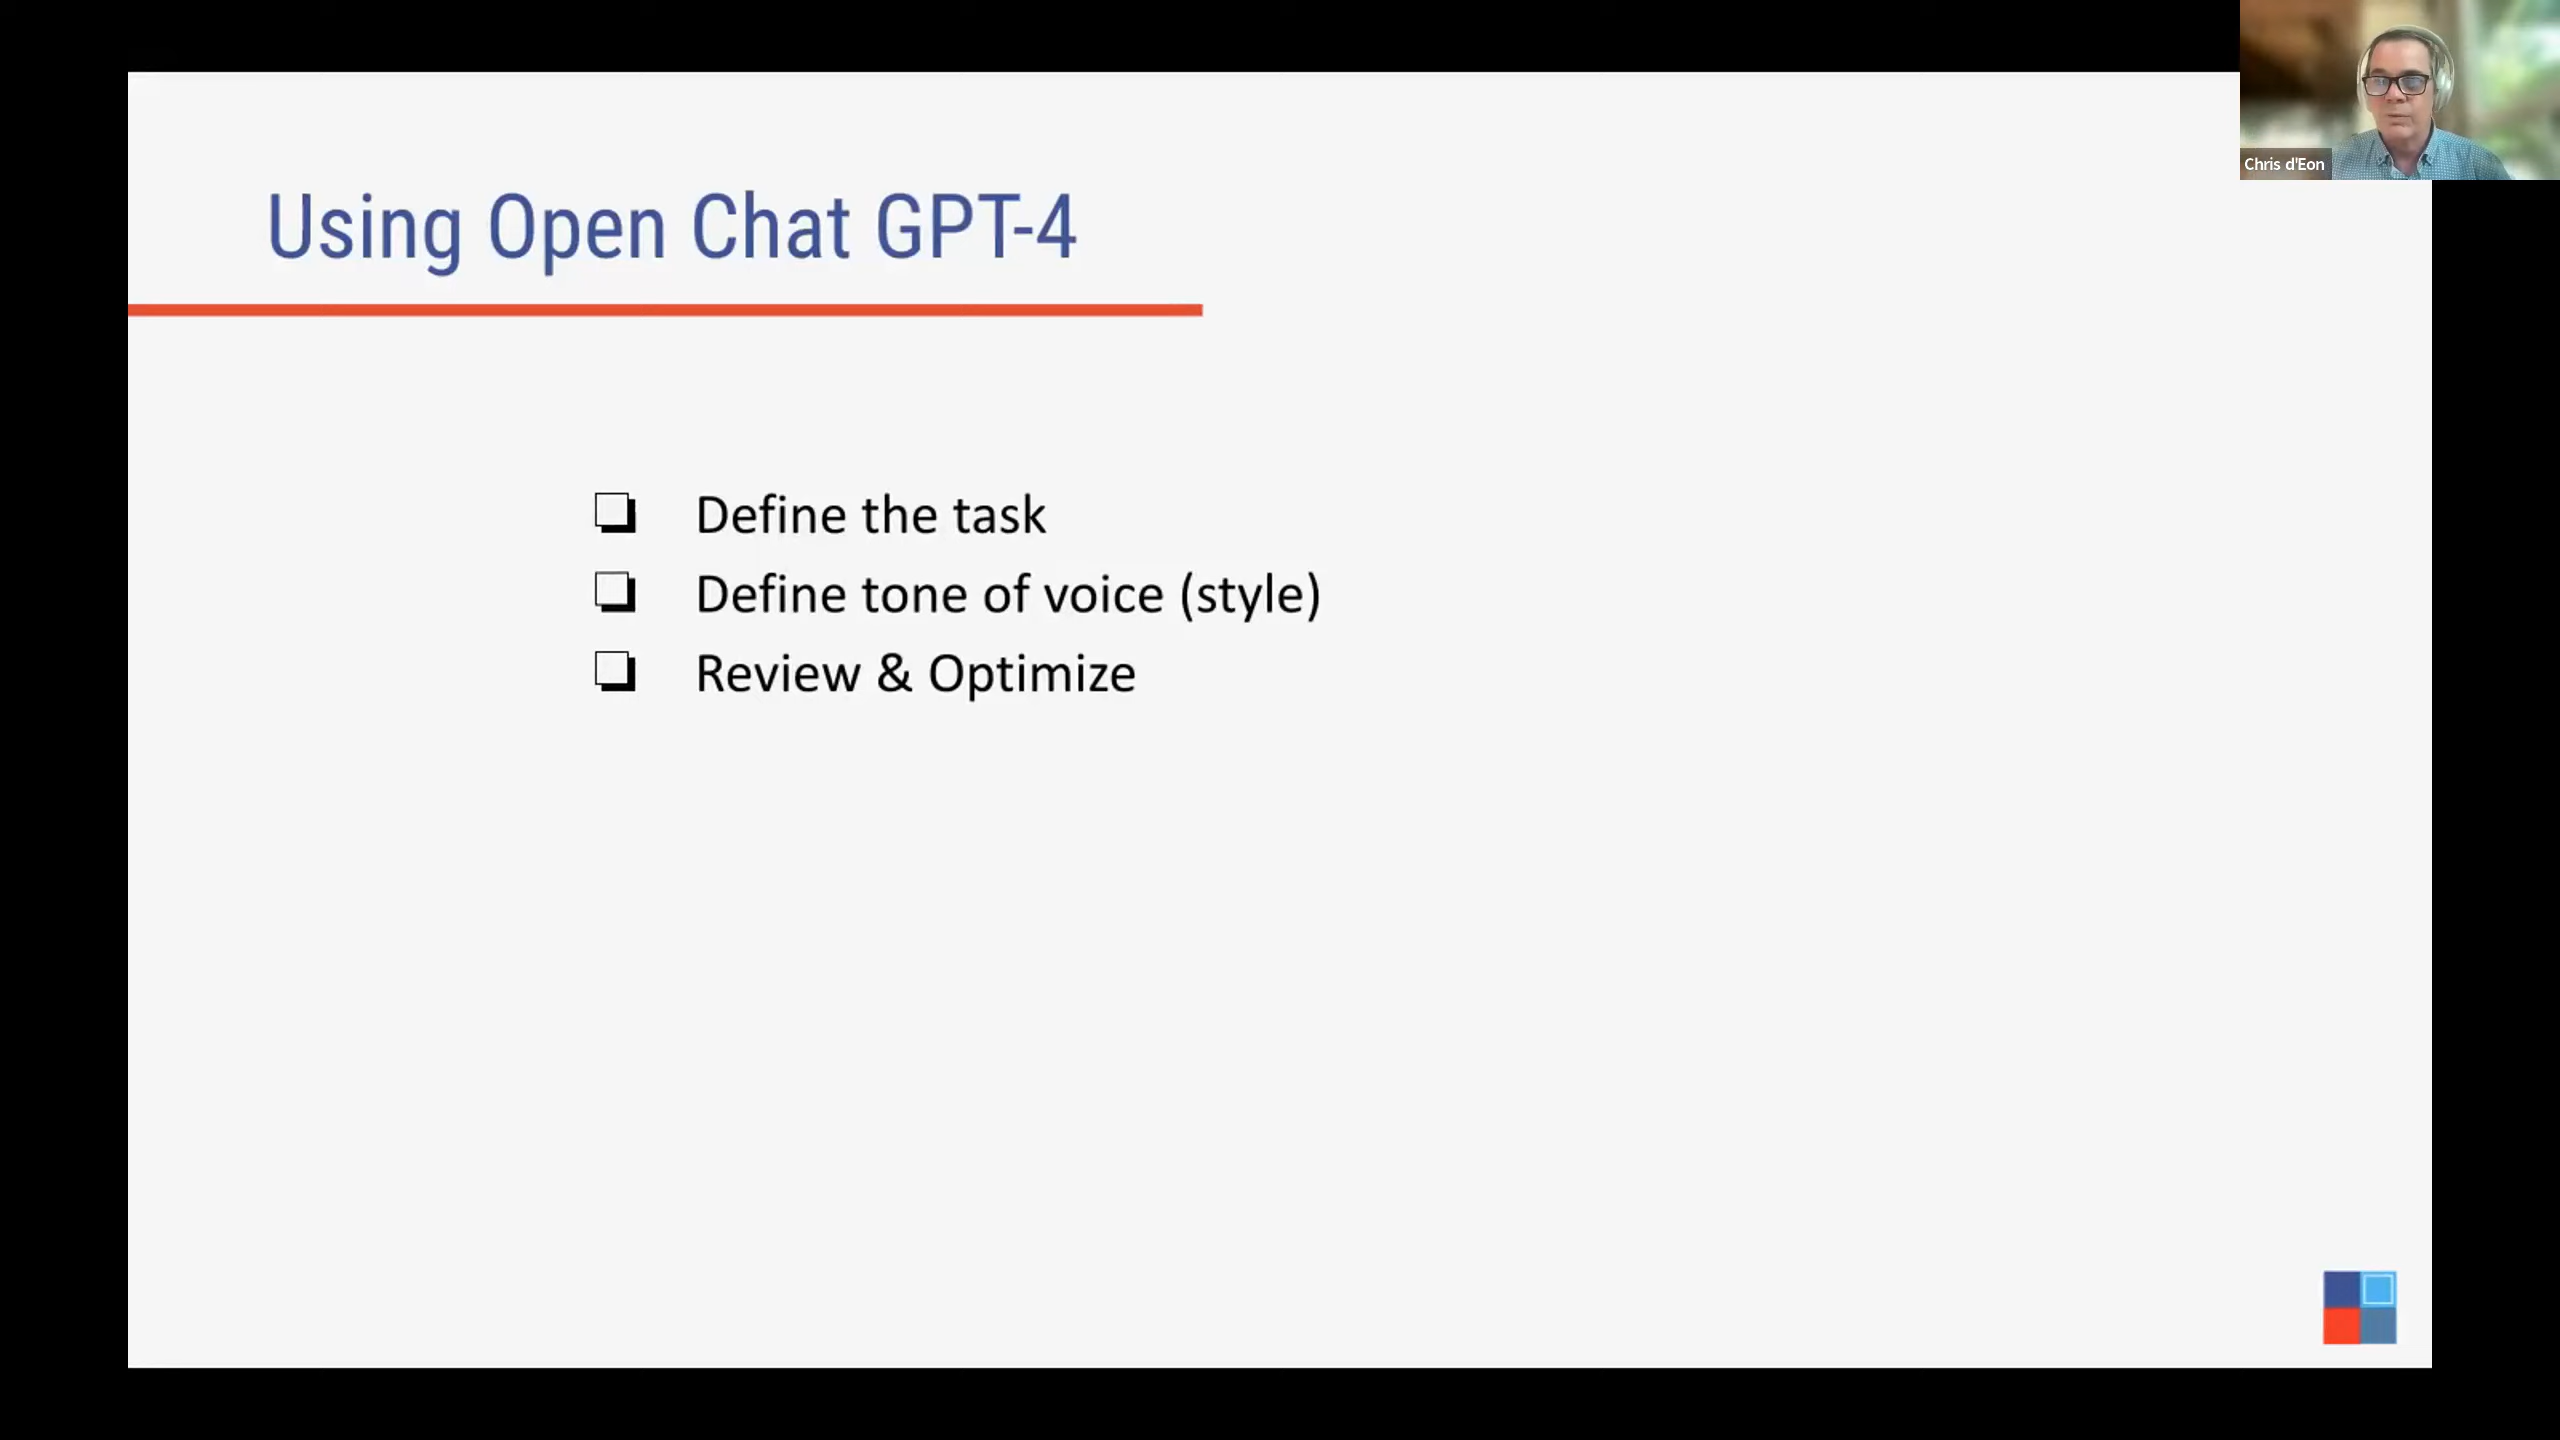 Using Open Chat GPT-4
Define the task
Define tone of voice (style)
Review & Optimize
Chris d'Eon